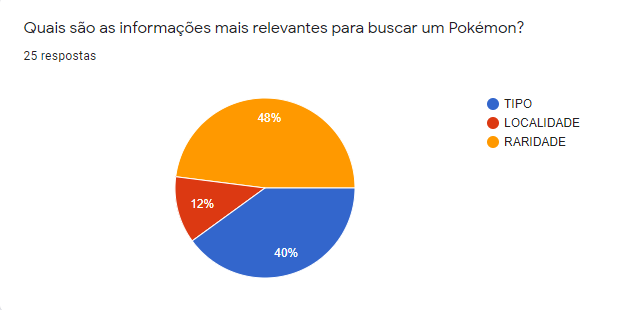 Quais são as informações mais relevantes para buscar um Pokémon?
25 respostas
48%
12%
40%
TIPO
LOCALIDADE
RARIDADE